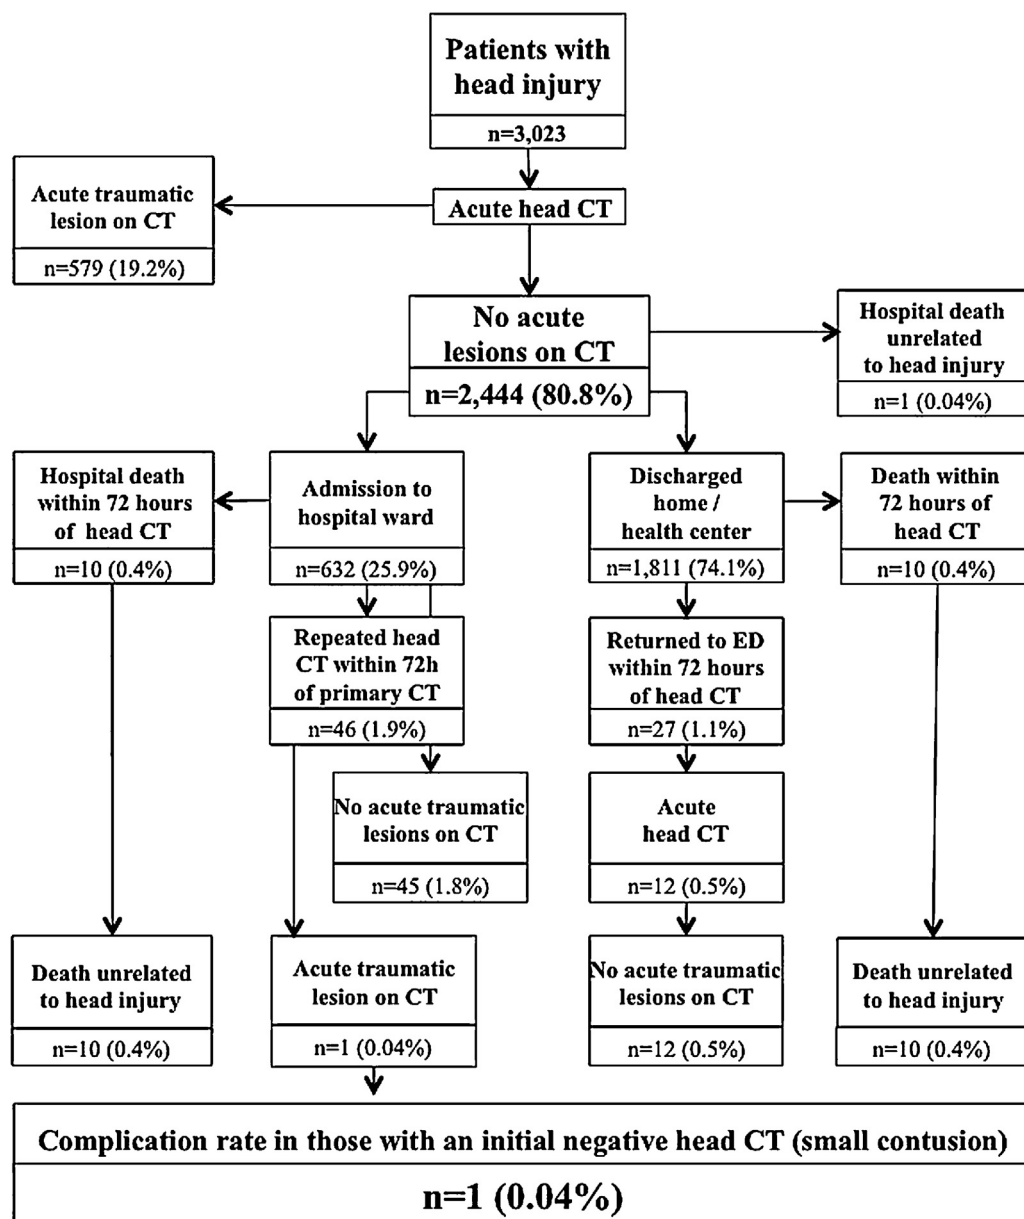 Patients with
head injury
n=3,023
Acute traumatic
lesion on CT
n=579 (19.2%)
Acute head CT
No acute
lesions on CT
n=2,444 (80.8%)
Hospital death
unrelated
to head injury
n=1 (0.04%)
Hospital death
within 72 hours
of head CT
n=10 (0.4%)
Admission to
hospital ward
n=632 (25.9%)
Discharged
home /
health center
n=1,811 (74.1%)
Death within
72 hours of
head CT
n=10 (0.4%)
Repeated head
CT within 72h
of primary CT
n=46 (1.9%)
Returned to ED
within 72 hours
of head CT
n=27 (1.1%)
No acute traumatic
lesions on CT
n=45 (1.8%)
Acute
head CT
n=12 (0.5%)
Death unrelated
to head injury
n=10 (0.4%)
Acute traumatic
lesion on CT
n=1 (0.04%)
No acute traumatic
lesions on CT
n=12 (0.5%)
Death unrelated
to head injury
n=10 (0.4%)
Complication rate in those with an initial negative head CT (small contusion)
n=1 (0.04%)